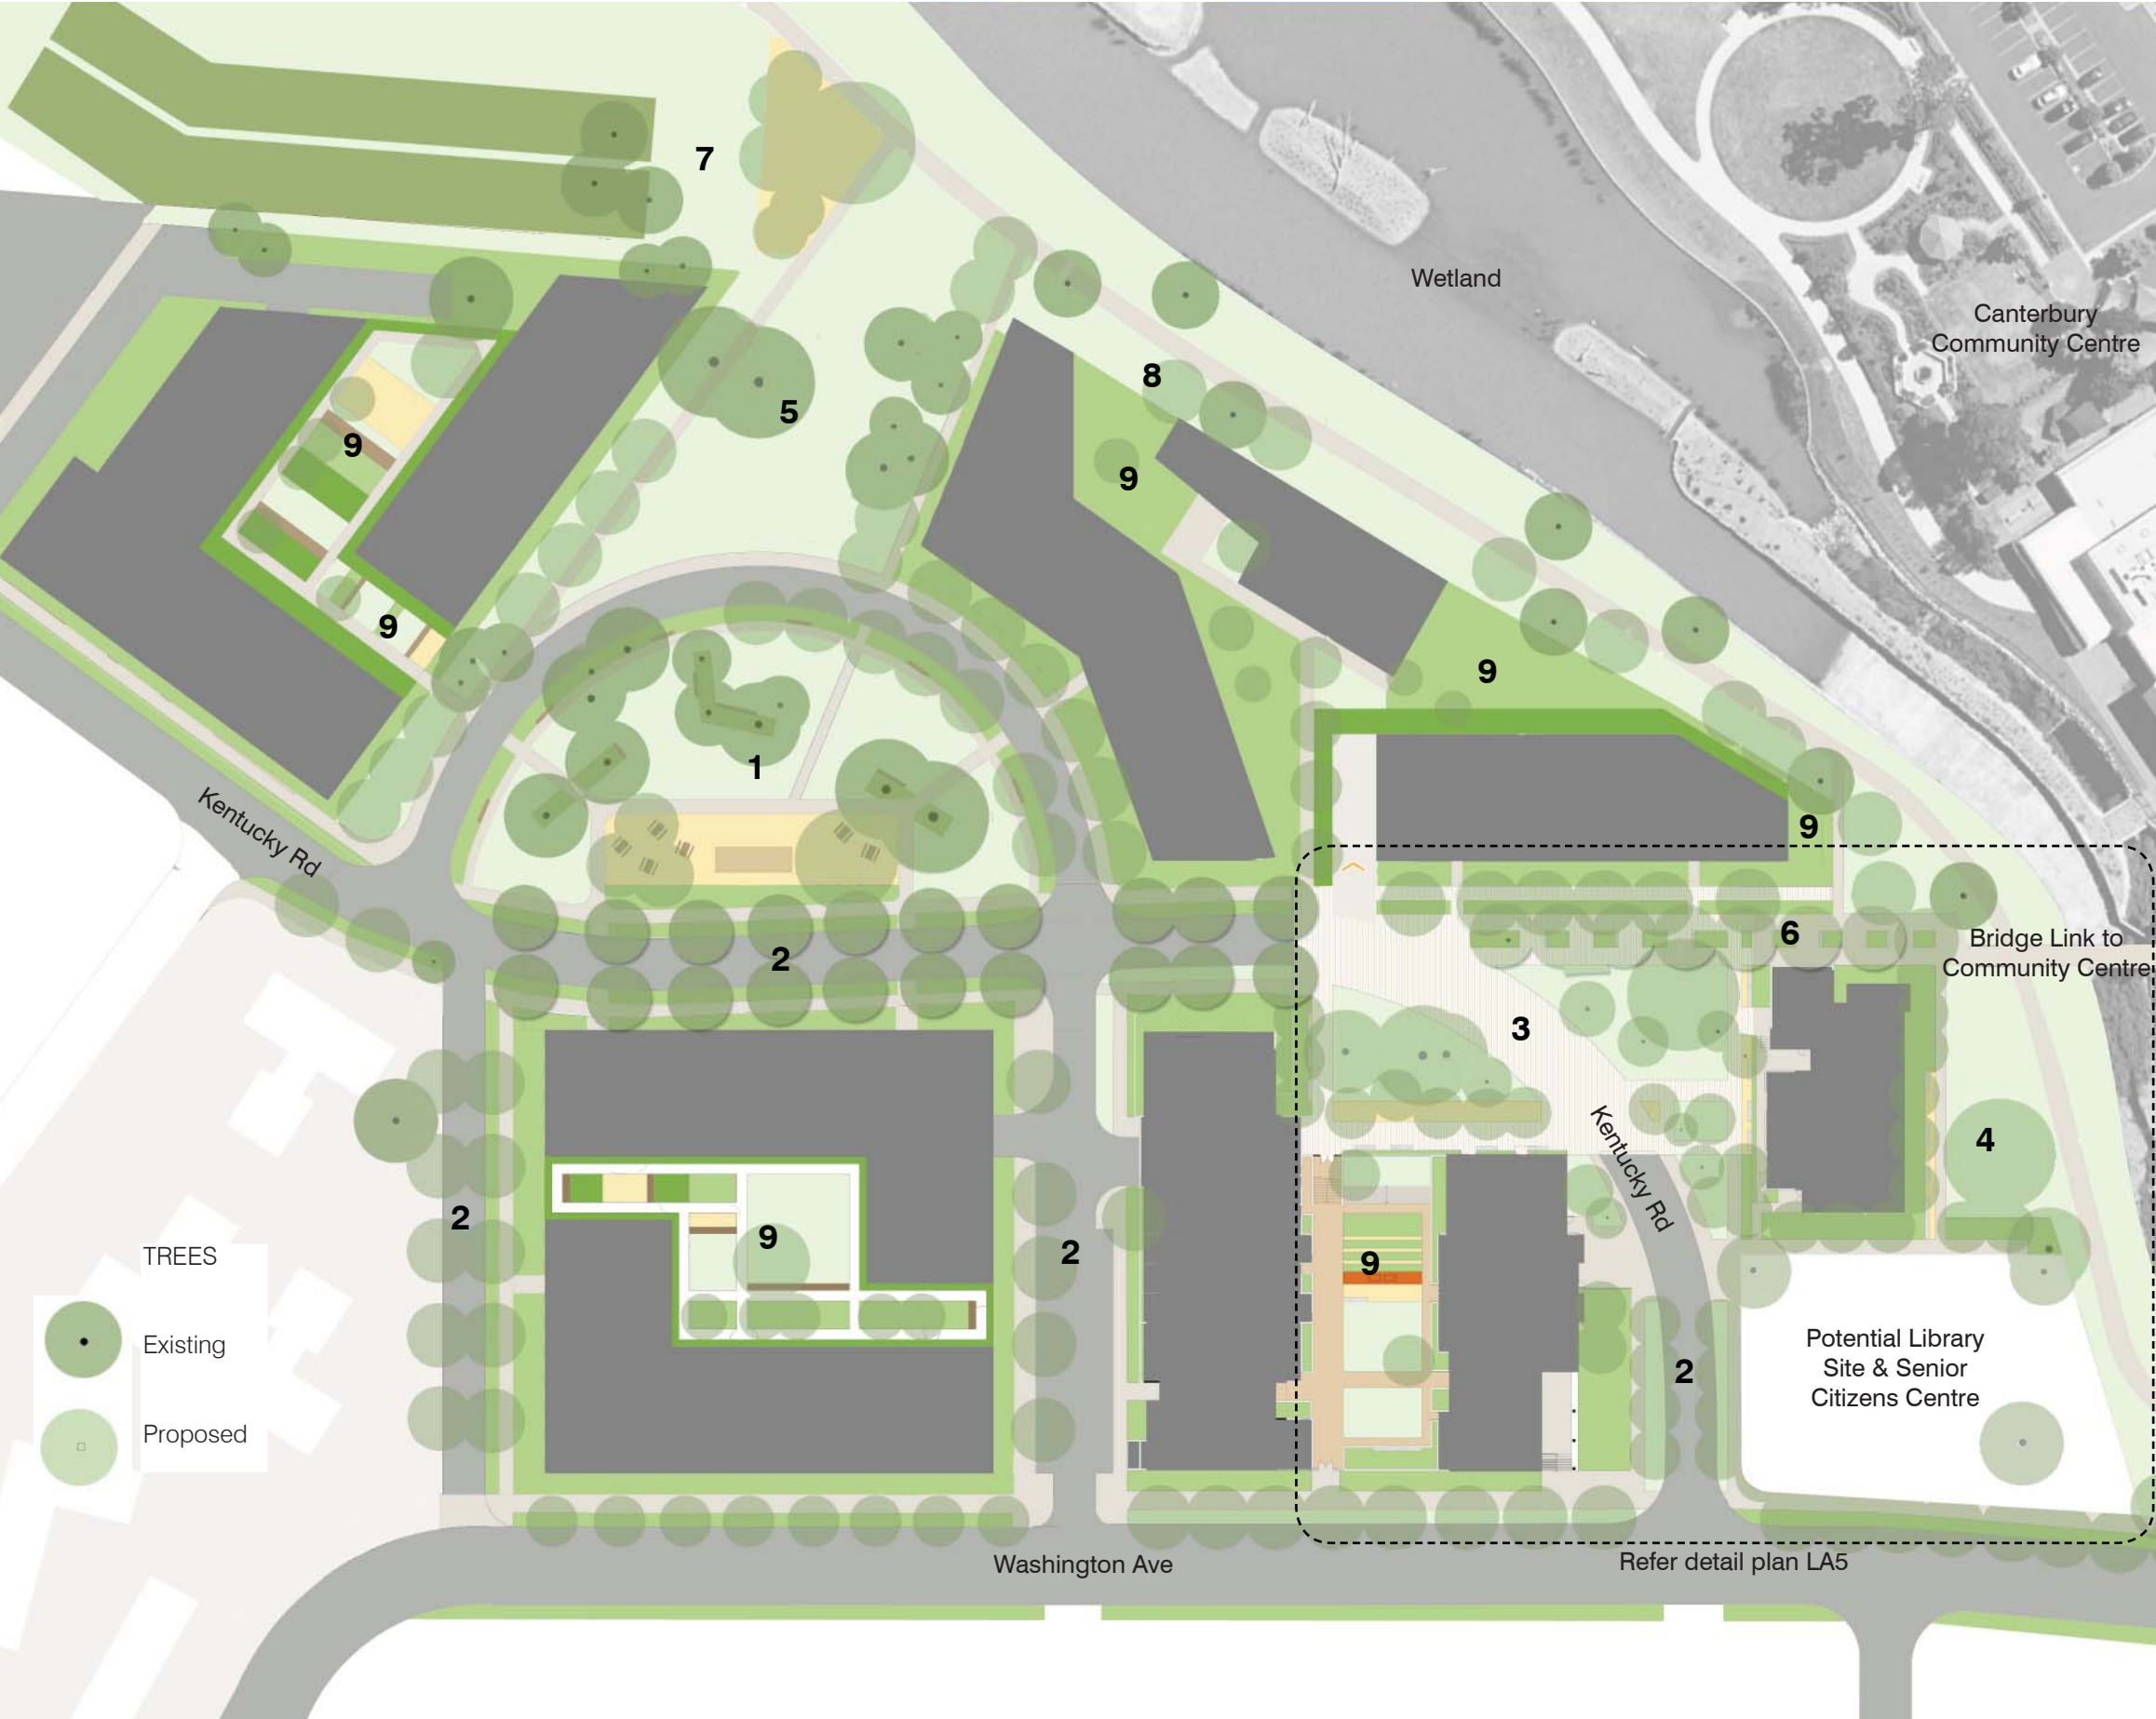 7
Wetland
Canterbury
Community Centre
8
5
9
9
9
9
9
1
Kentucky Rd
2
6
Bridge Link to
Community Centre
3
Kentucky Rd
4
2
9
2
9
2
TREES
Existing
Proposed
Potential Library
Site & Senior
Citizens Centre
Washington Ave
Refer detail plan LA5